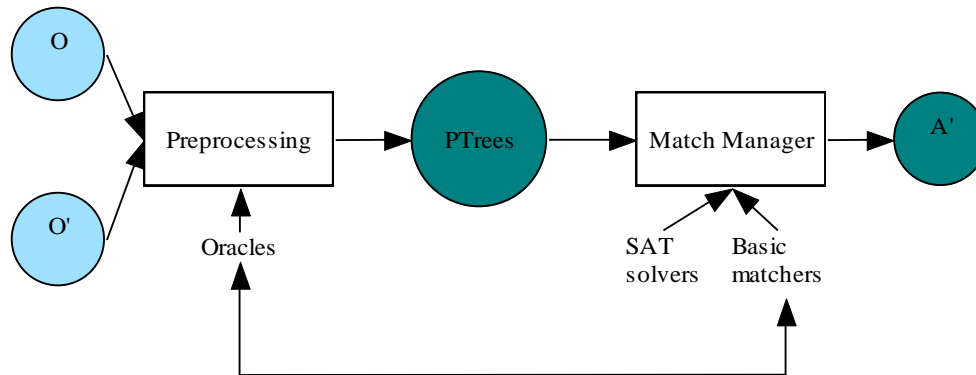 O
Preprocessing
PTrees
Match Manager
A'
O'
Oracles
SAT
solvers
Basic
matchers